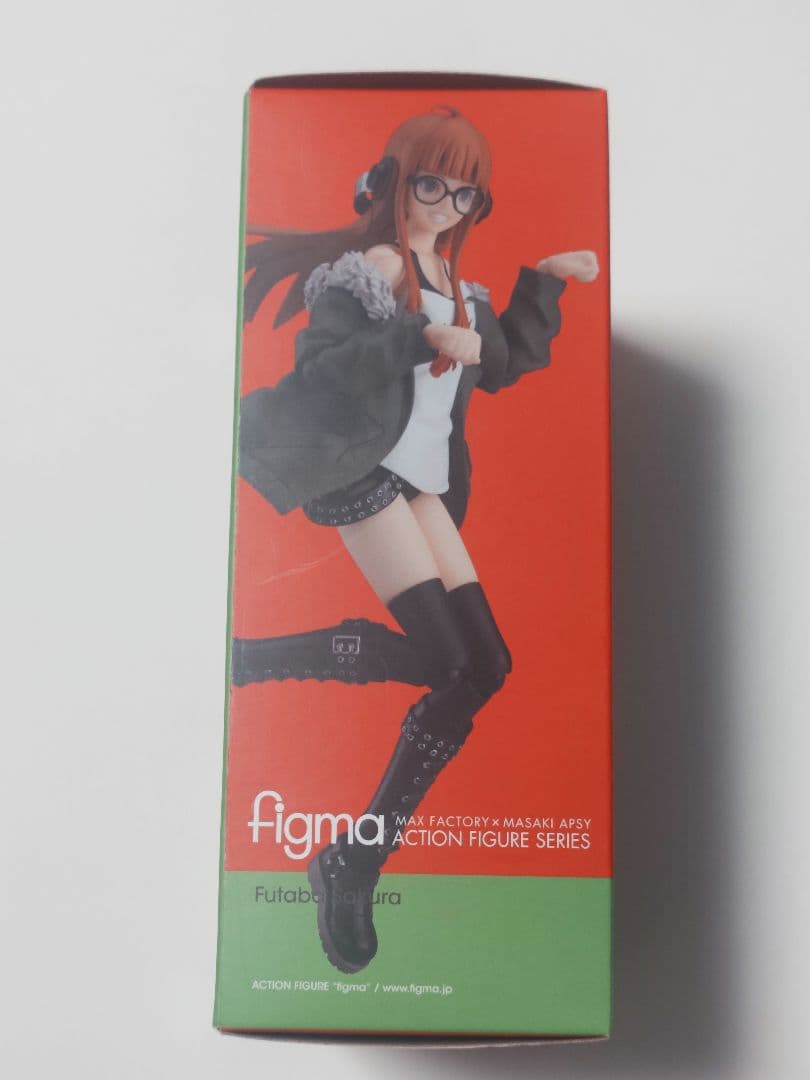 figma
MAX FACTORY × MASAKI APSY
ACTION FIGURE SERIES
Futaba Sakura
ACTION FIGURE "figma" / www.figma.jp